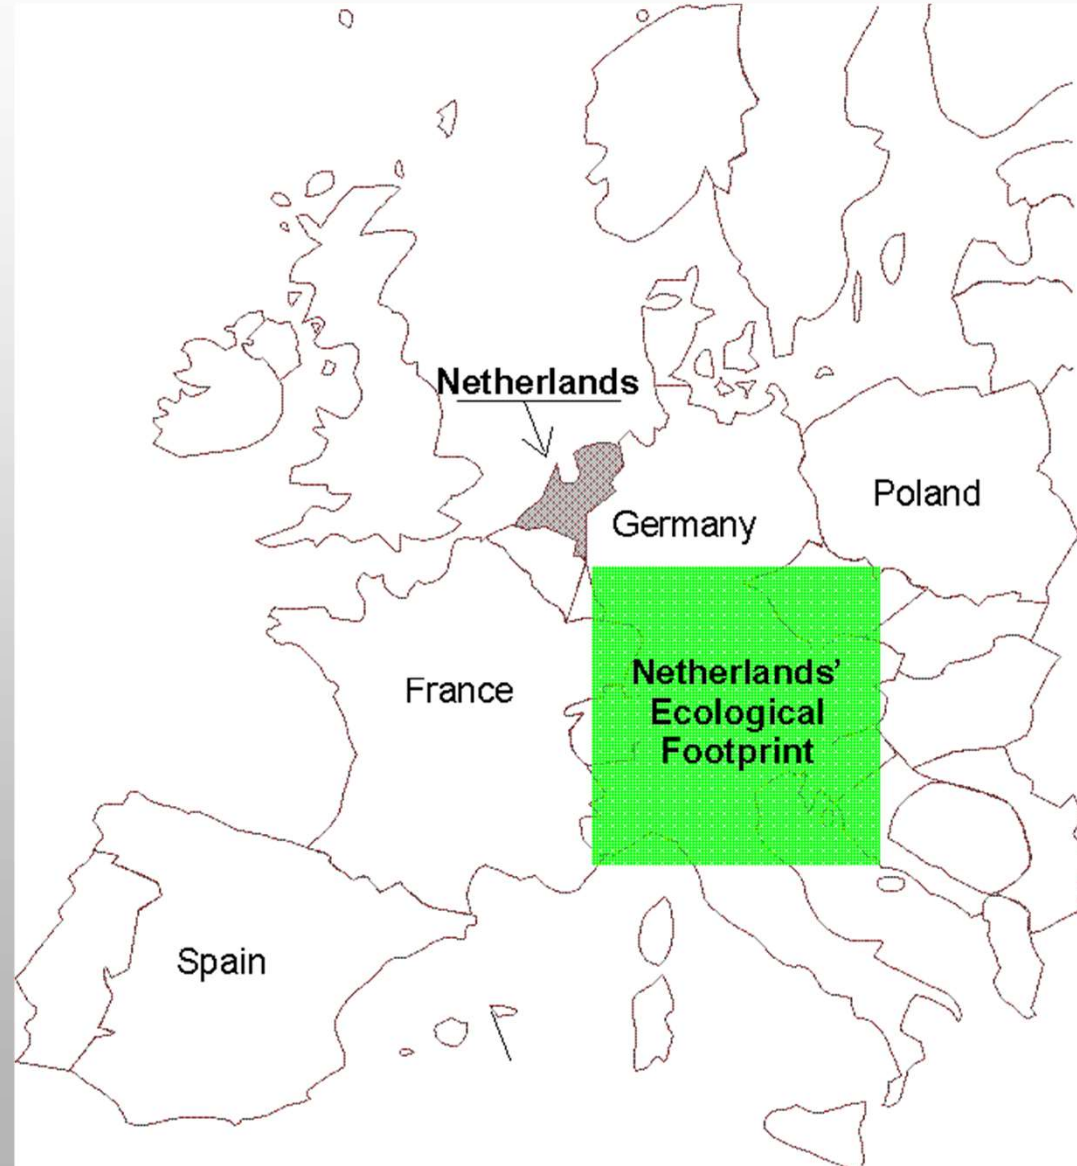 Netherlands
Poland
Germany
Netherlands’
Ecological
Footprint
France
Spain